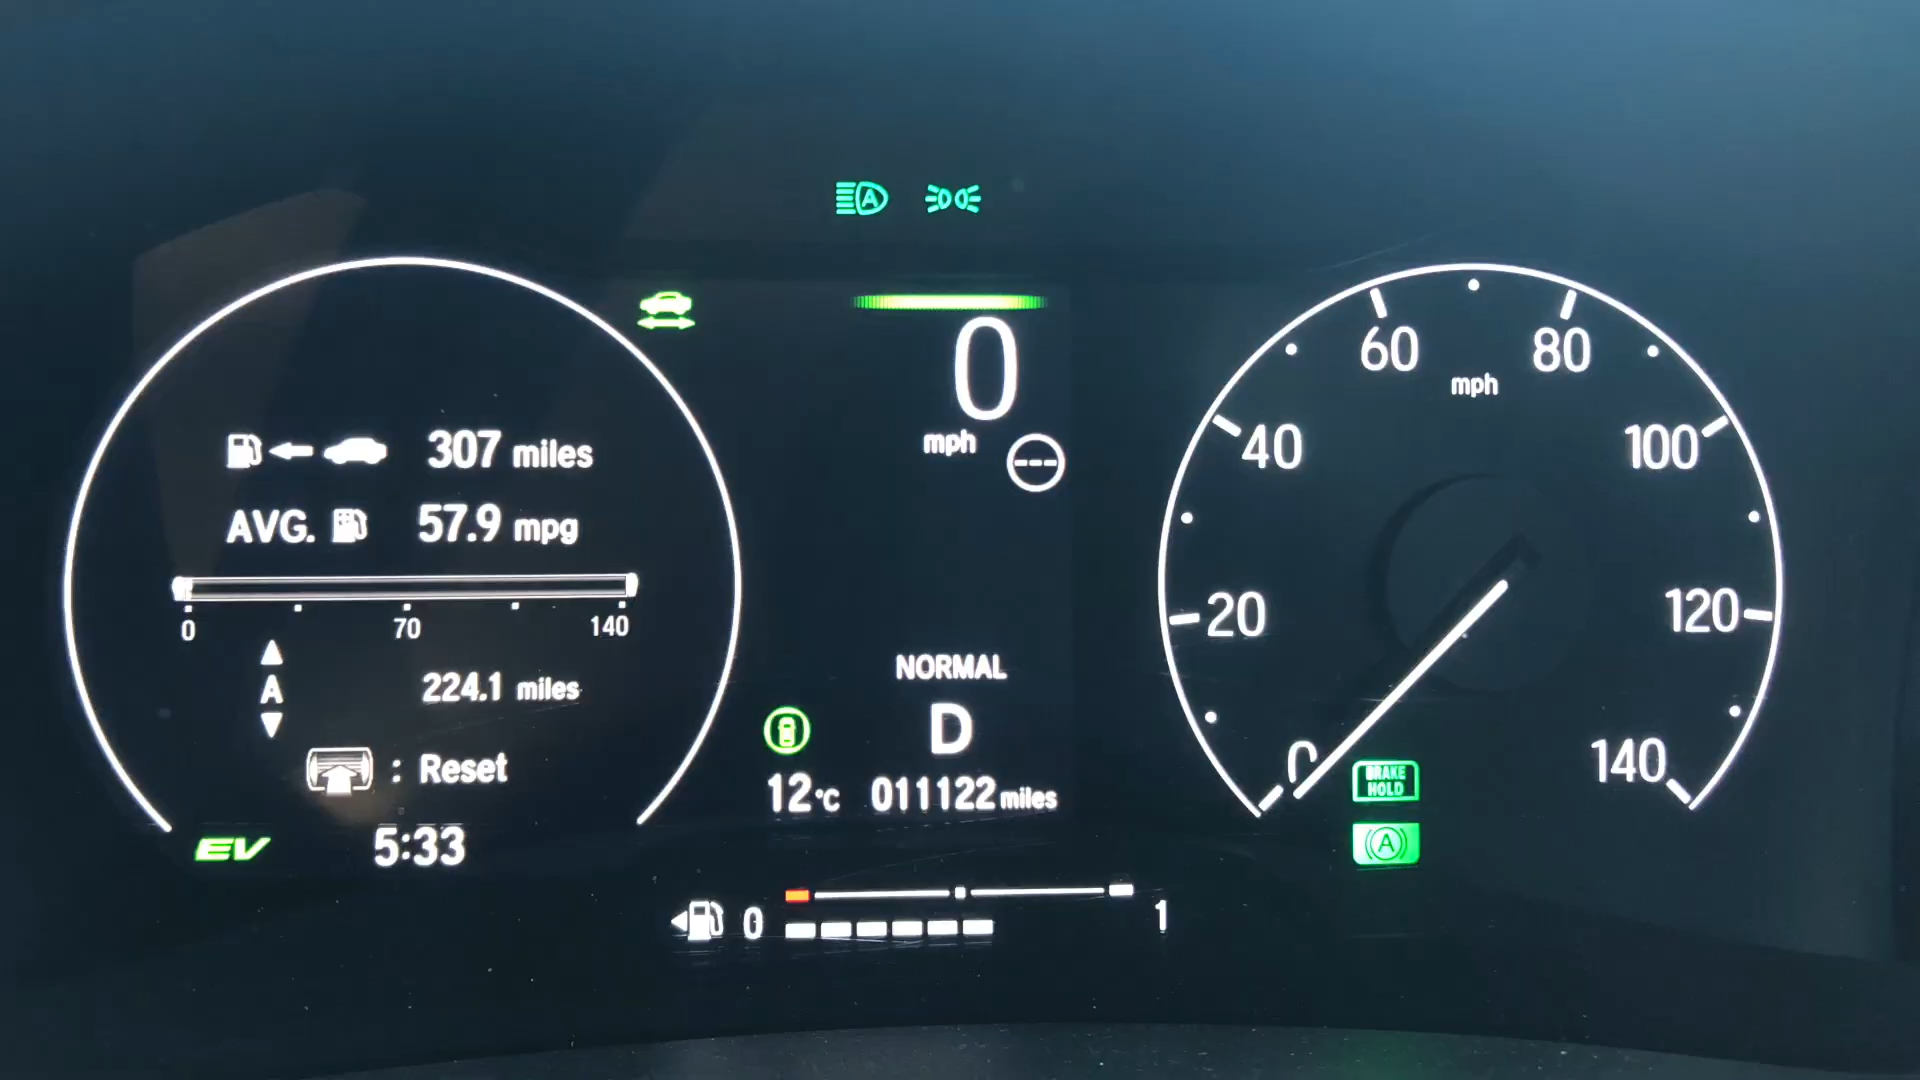 A
0
mph
307 miles
AVG. 57.9 mpg
0 70 140
A 224.1 miles
: Reset
EV 5:33
NORMAL
D
12°C 011122 miles
0 1
0
20
40
60
80
100
120
140
mph
BRAKE
HOLD
A